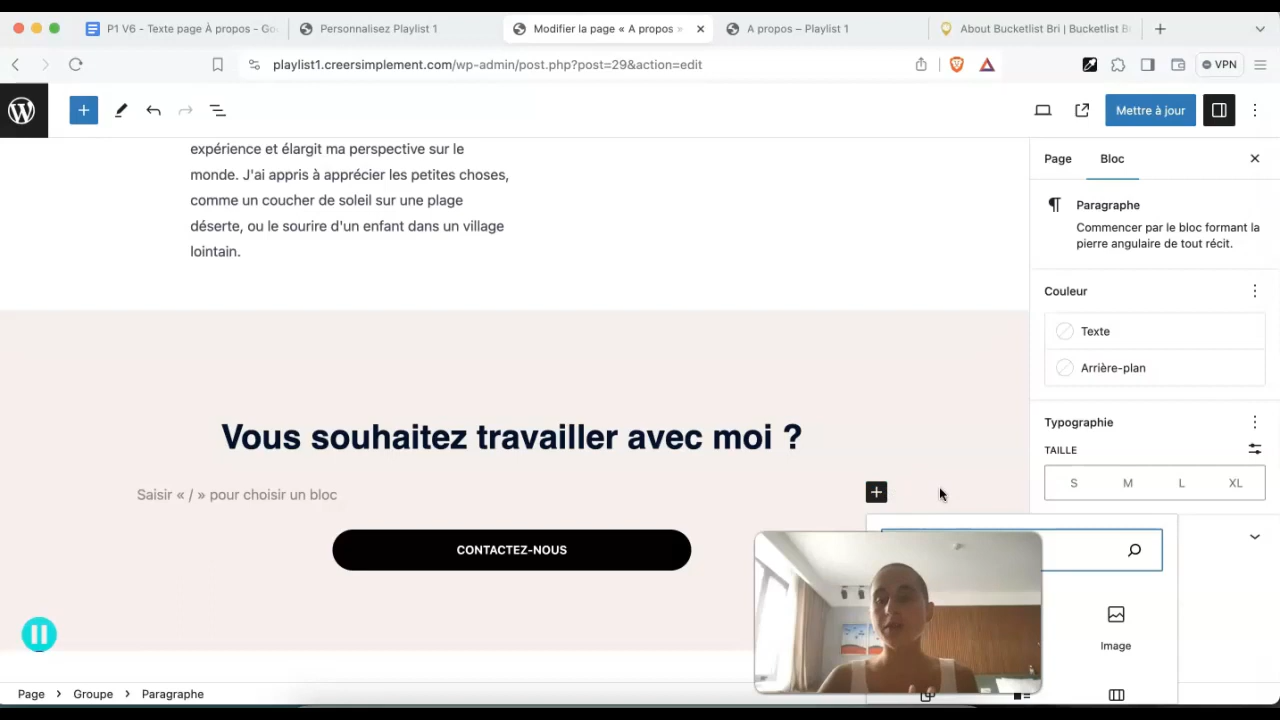 P1 V6 - Texte page À propos - Go
Personnalisez Playlist 1
Modifier la page « A propos »
A propos – Playlist 1
About Bucketlist Bri | Bucketlist B
playlist1.creersimplement.com/wp-admin/post.php?post=29&action=edit
VPN
Mettre à jour
expérience et élargit ma perspective sur le
monde. J'ai appris à apprécier les petites choses,
comme un coucher de soleil sur une plage
déserte, ou le sourire d'un enfant dans un village
lointain.
Vous souhaitez travailler avec moi ?
Saisir « / » pour choisir un bloc
CONTACTEZ-NOUS
Page
Bloc
Paragraphe
Commencer par le bloc formant la
pierre angulaire de tout récit.
Couleur
Texte
Arrière-plan
Typographie
TAILLE
S M L XL
Image
Page > Groupe > Paragraphe